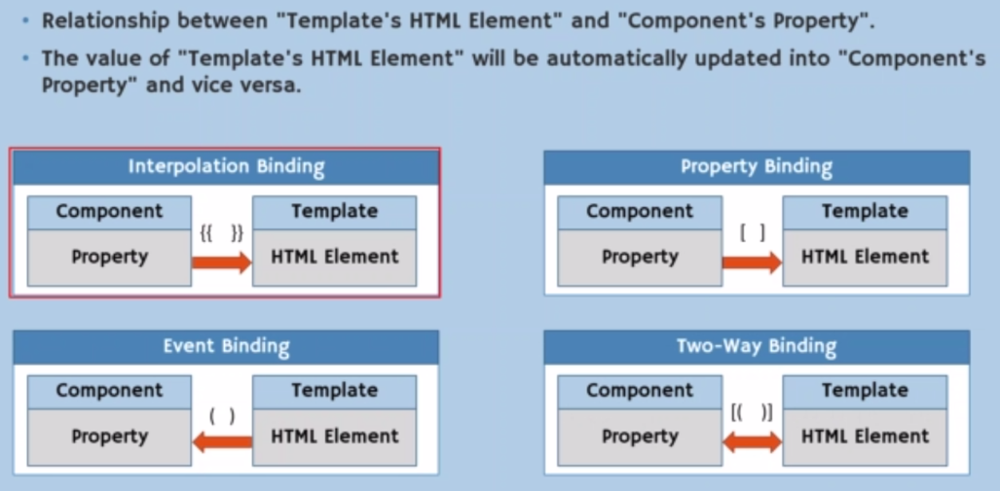 • Relationship between "Template's HTML Element" and "Component's Property".
• The value of "Template's HTML Element" will be automatically updated into "Component's
Property" and vice versa.
Interpolation Binding
Component
Property
{{ }}
Template
HTML Element
Property Binding
Component
Property
[ ]
Template
HTML Element
Event Binding
Component
Property
( )
Template
HTML Element
Two-Way Binding
Component
Property
[( )]
Template
HTML Element